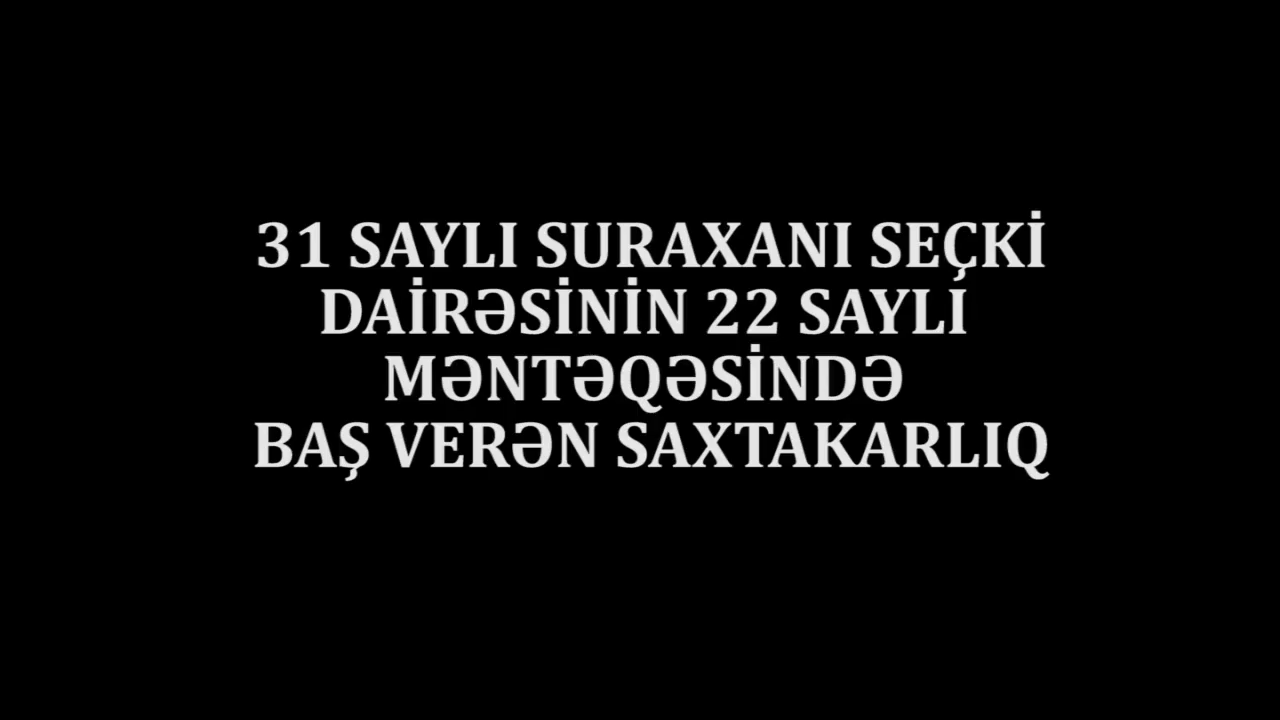 31 SAYLI SURAXANI SEÇKİ
DAİRƏSİNİN 22 SAYLI
MƏNTƏQƏSİNDƏ
BAŞ VERƏN SAXTAKARLIQ